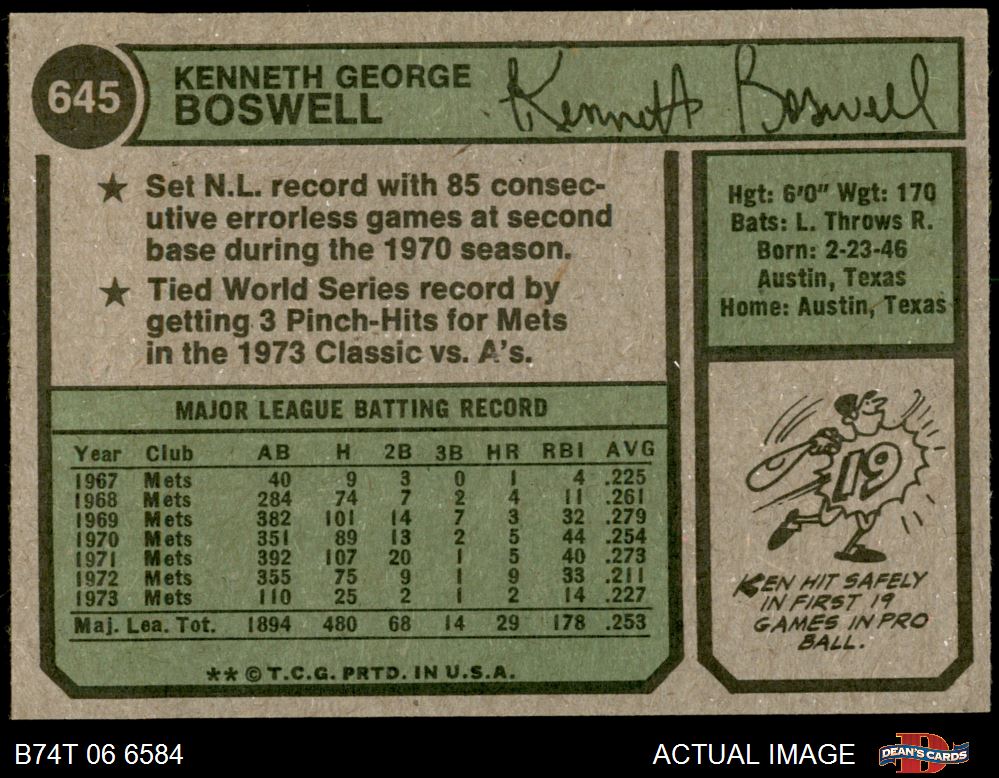 645
KENNETH GEORGE
BOSWELL
Kenneth Boswell
★ Set N.L. record with 85 consec-
utive errorless games at second
base during the 1970 season.
★ Tied World Series record by
getting 3 Pinch-Hits for Mets
in the 1973 Classic vs. A's.
Hgt: 6'0" Wgt: 170
Bats: L. Throws R.
Born: 2-23-46
Austin, Texas
Home: Austin, Texas
MAJOR LEAGUE BATTING RECORD
Year Club AB H 2B 3B HR RBI AVG
1967 Mets 40 9 3 0 1 4 .225
1968 Mets 284 74 7 2 4 11 .261
1969 Mets 382 101 14 7 3 32 .279
1970 Mets 351 89 13 2 5 44 .254
1971 Mets 392 107 20 1 5 40 .273
1972 Mets 355 75 9 1 9 33 .211
1973 Mets 110 25 2 1 2 14 .227
Maj. Lea. Tot. 1894 480 68 14 29 178 .253
** © T.C.G. PRTD. IN U.S.A.
19
KEN HIT SAFELY
IN FIRST 19
GAMES IN PRO
BALL.
B74T 06 6584
ACTUAL IMAGE
D
DEAN'S CARDS